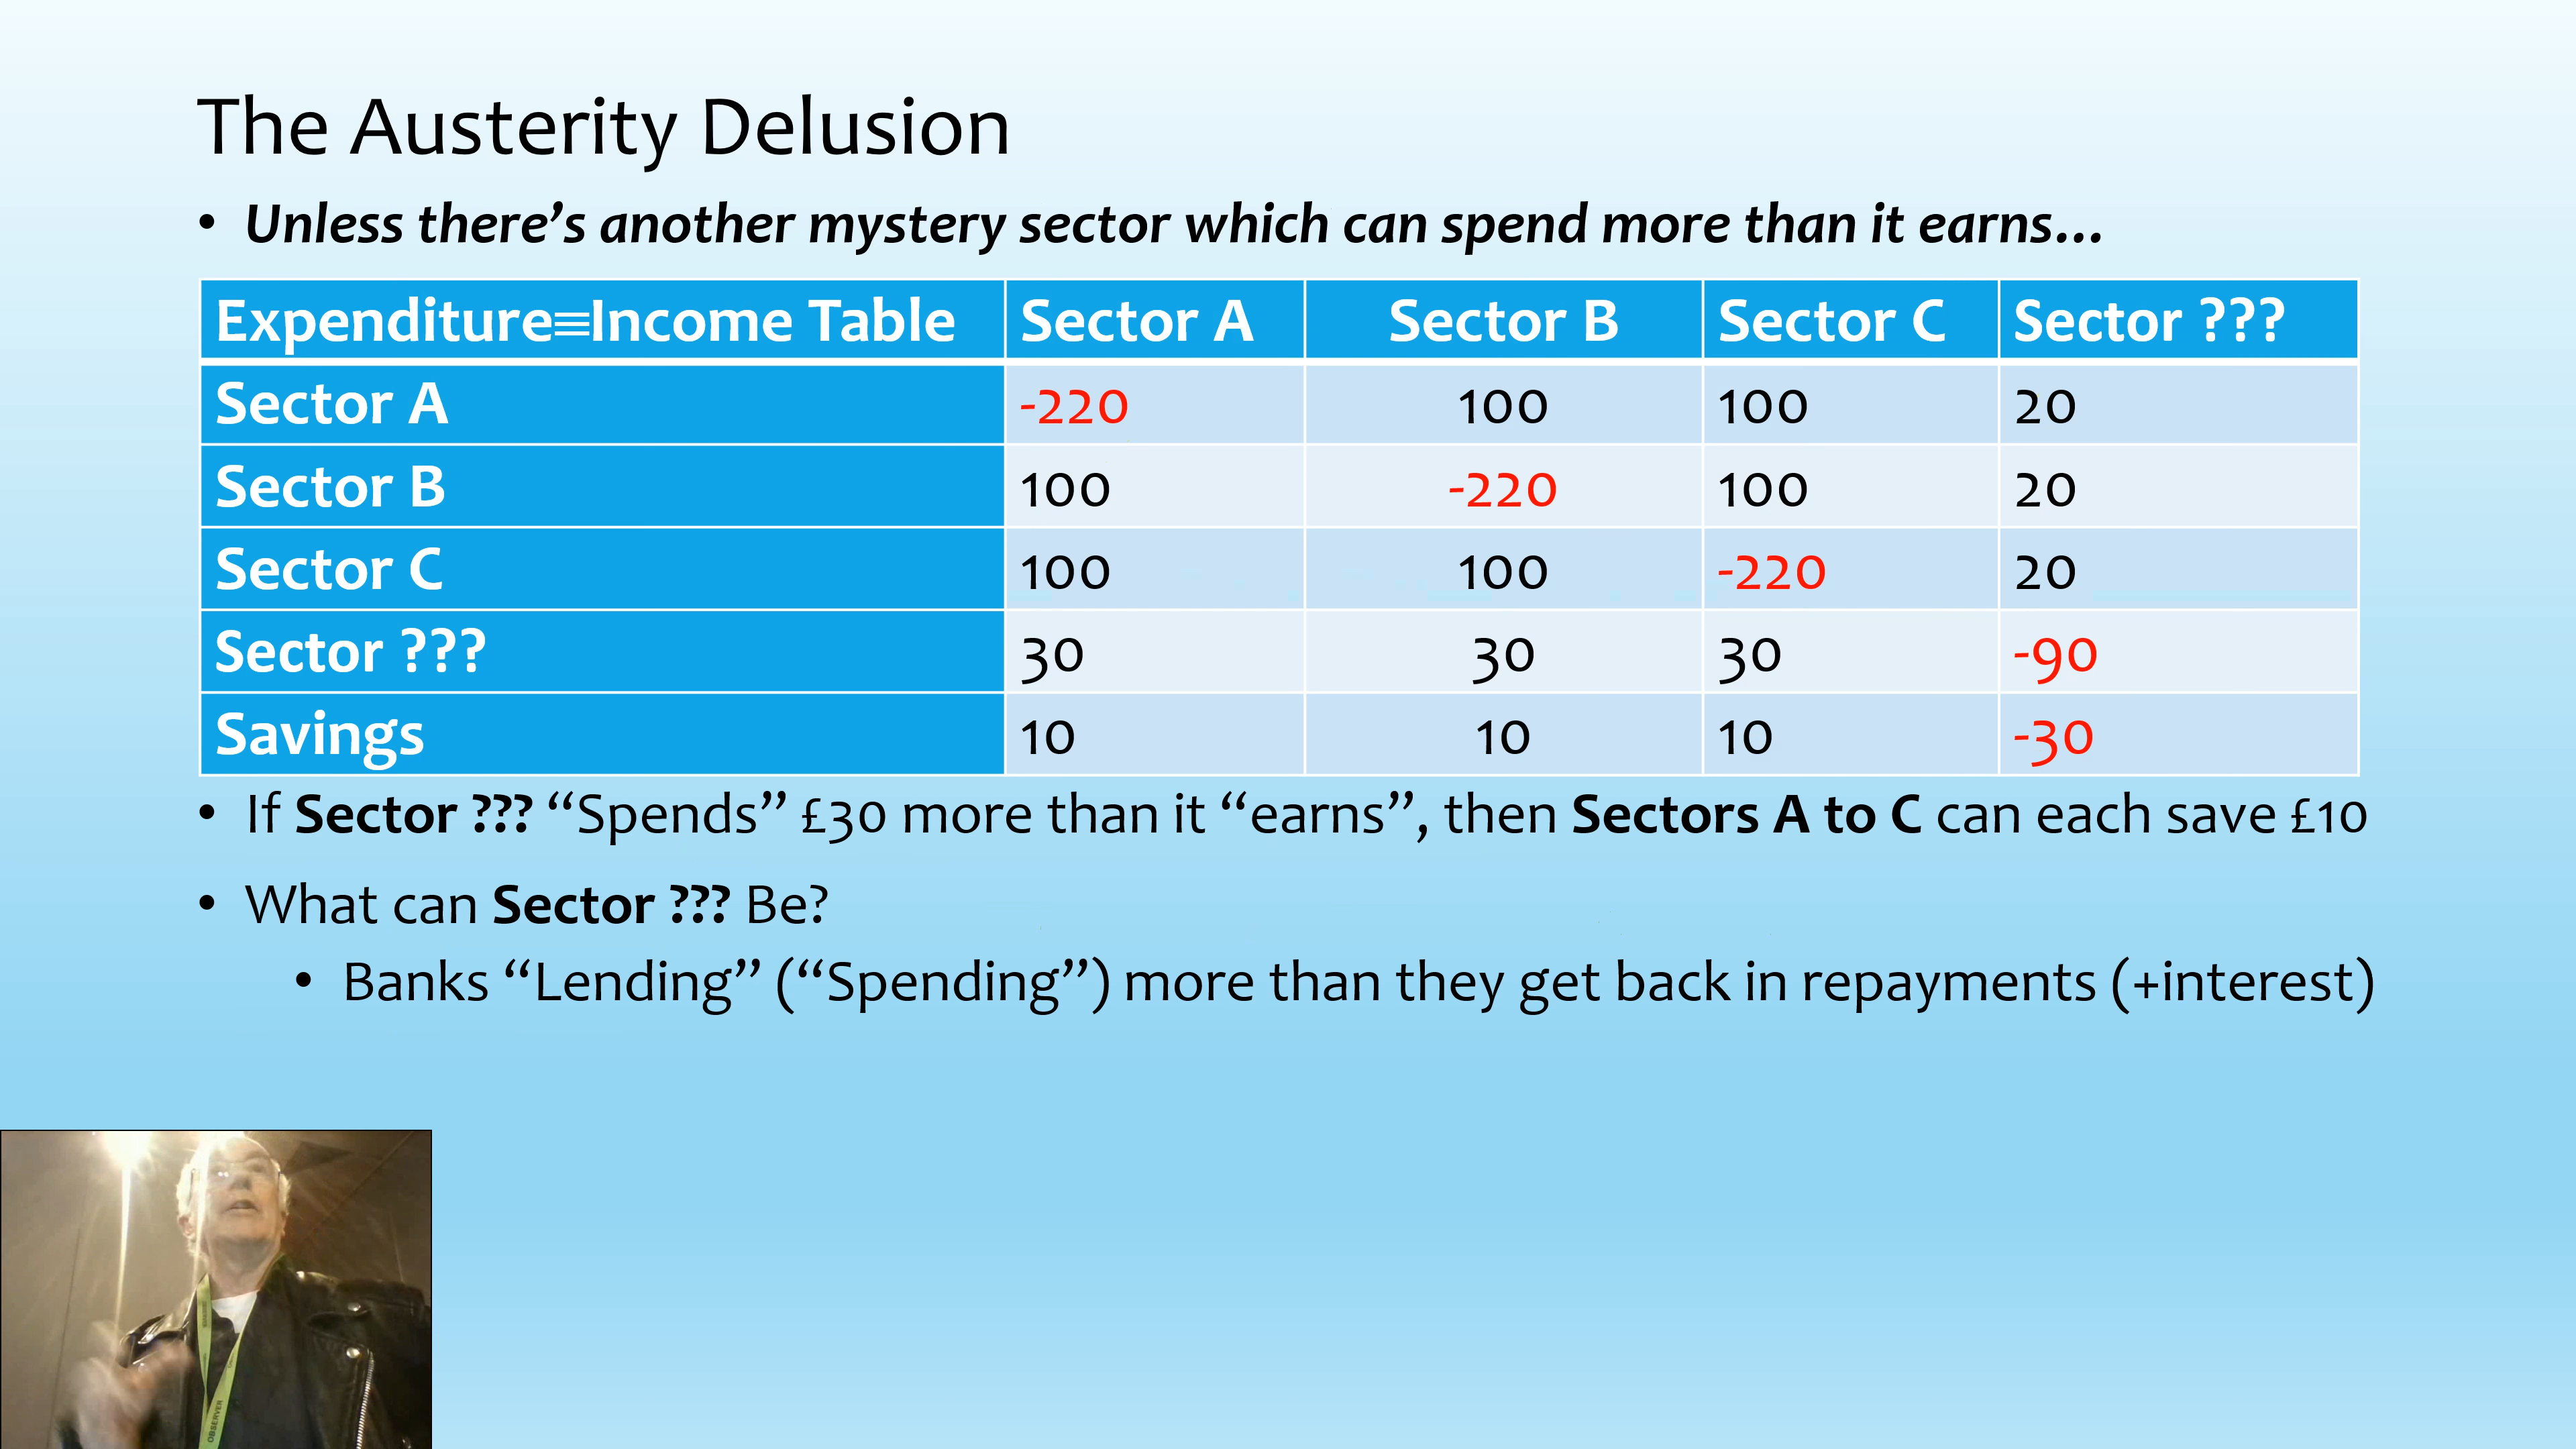 The Austerity Delusion
• Unless there’s another mystery sector which can spend more than it earns…
Expenditure≡Income Table Sector A Sector B Sector C Sector ???
Sector A -220 100 100 20
Sector B 100 -220 100 20
Sector C 100 100 -220 20
Sector ??? 30 30 30 -90
Savings 10 10 10 -30
• If Sector ??? “Spends” £30 more than it “earns”, then Sectors A to C can each save £10
• What can Sector ??? Be?
• Banks “Lending” (“Spending”) more than they get back in repayments (+interest)
OBSERVER